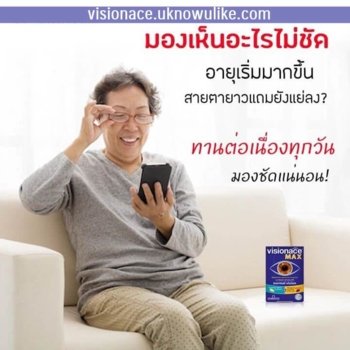 visionace.uknowulike.com
มองเห็นอะไรไม่ชัด
อายุเริ่มมากขึ้น
สายตายาวแถมยังแย่ลง?
ทานต่อเนื่องทุกวัน
มองชัดแน่นอน!
visionace
MAX